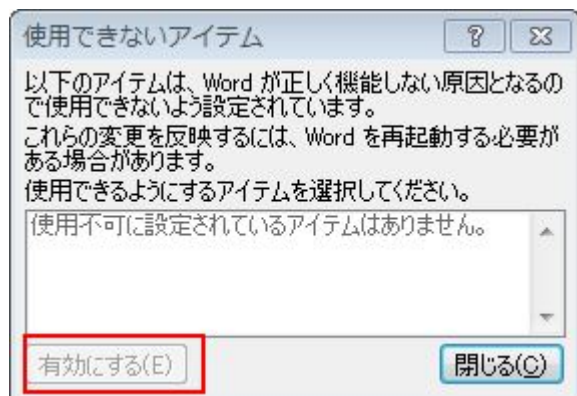 使用できないアイテム
以下のアイテムは、Word が正しく機能しない原因となるの
で使用できないよう設定されています。
これらの変更を反映するには、Word を再起動する必要が
ある場合があります。
使用できるようにするアイテムを選択してください。
使用不可に設定されているアイテムはありません。
有効にする(E)
閉じる(C)